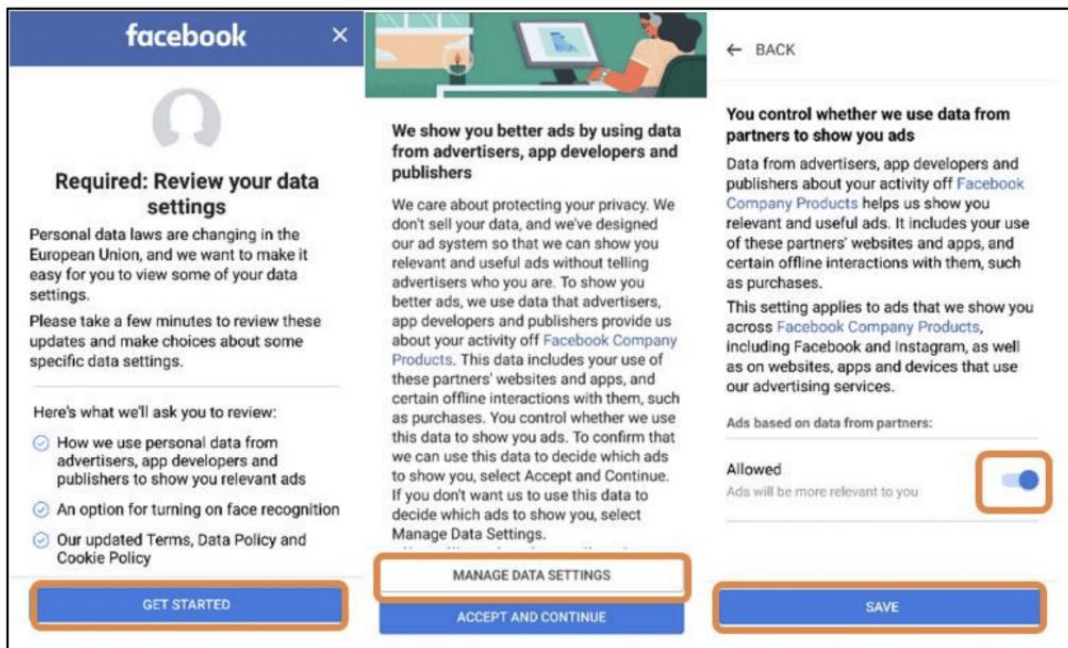 facebook
×
Required: Review your data
settings
Personal data laws are changing in the
European Union, and we want to make it
easy for you to view some of your data
settings.
Please take a few minutes to review these
updates and make choices about some
specific data settings.
Here's what we'll ask you to review:
How we use personal data from
advertisers, app developers and
publishers to show you relevant ads
An option for turning on face recognition
Our updated Terms, Data Policy and
Cookie Policy
GET STARTED
We show you better ads by using data
from advertisers, app developers and
publishers
We care about protecting your privacy. We
don't sell your data, and we've designed
our ad system so that we can show you
relevant and useful ads without telling
advertisers who you are. To show you
better ads, we use data that advertisers,
app developers and publishers provide us
about your activity off Facebook Company
Products. This data includes your use of
these partners' websites and apps, and
certain offline interactions with them, such
as purchases. You control whether we use
this data to show you ads. To confirm that
we can use this data to decide which ads
to show you, select Accept and Continue.
If you don't want us to use this data to
decide which ads to show you, select
Manage Data Settings.
MANAGE DATA SETTINGS
ACCEPT AND CONTINUE
← BACK
You control whether we use data from
partners to show you ads
Data from advertisers, app developers and
publishers about your activity off Facebook
Company Products helps us show you
relevant and useful ads. It includes your use
of these partners' websites and apps, and
certain offline interactions with them, such
as purchases.
This setting applies to ads that we show you
across Facebook Company Products,
including Facebook and Instagram, as well
as on websites, apps and devices that use
our advertising services.
Ads based on data from partners:
Allowed
Ads will be more relevant to you
SAVE